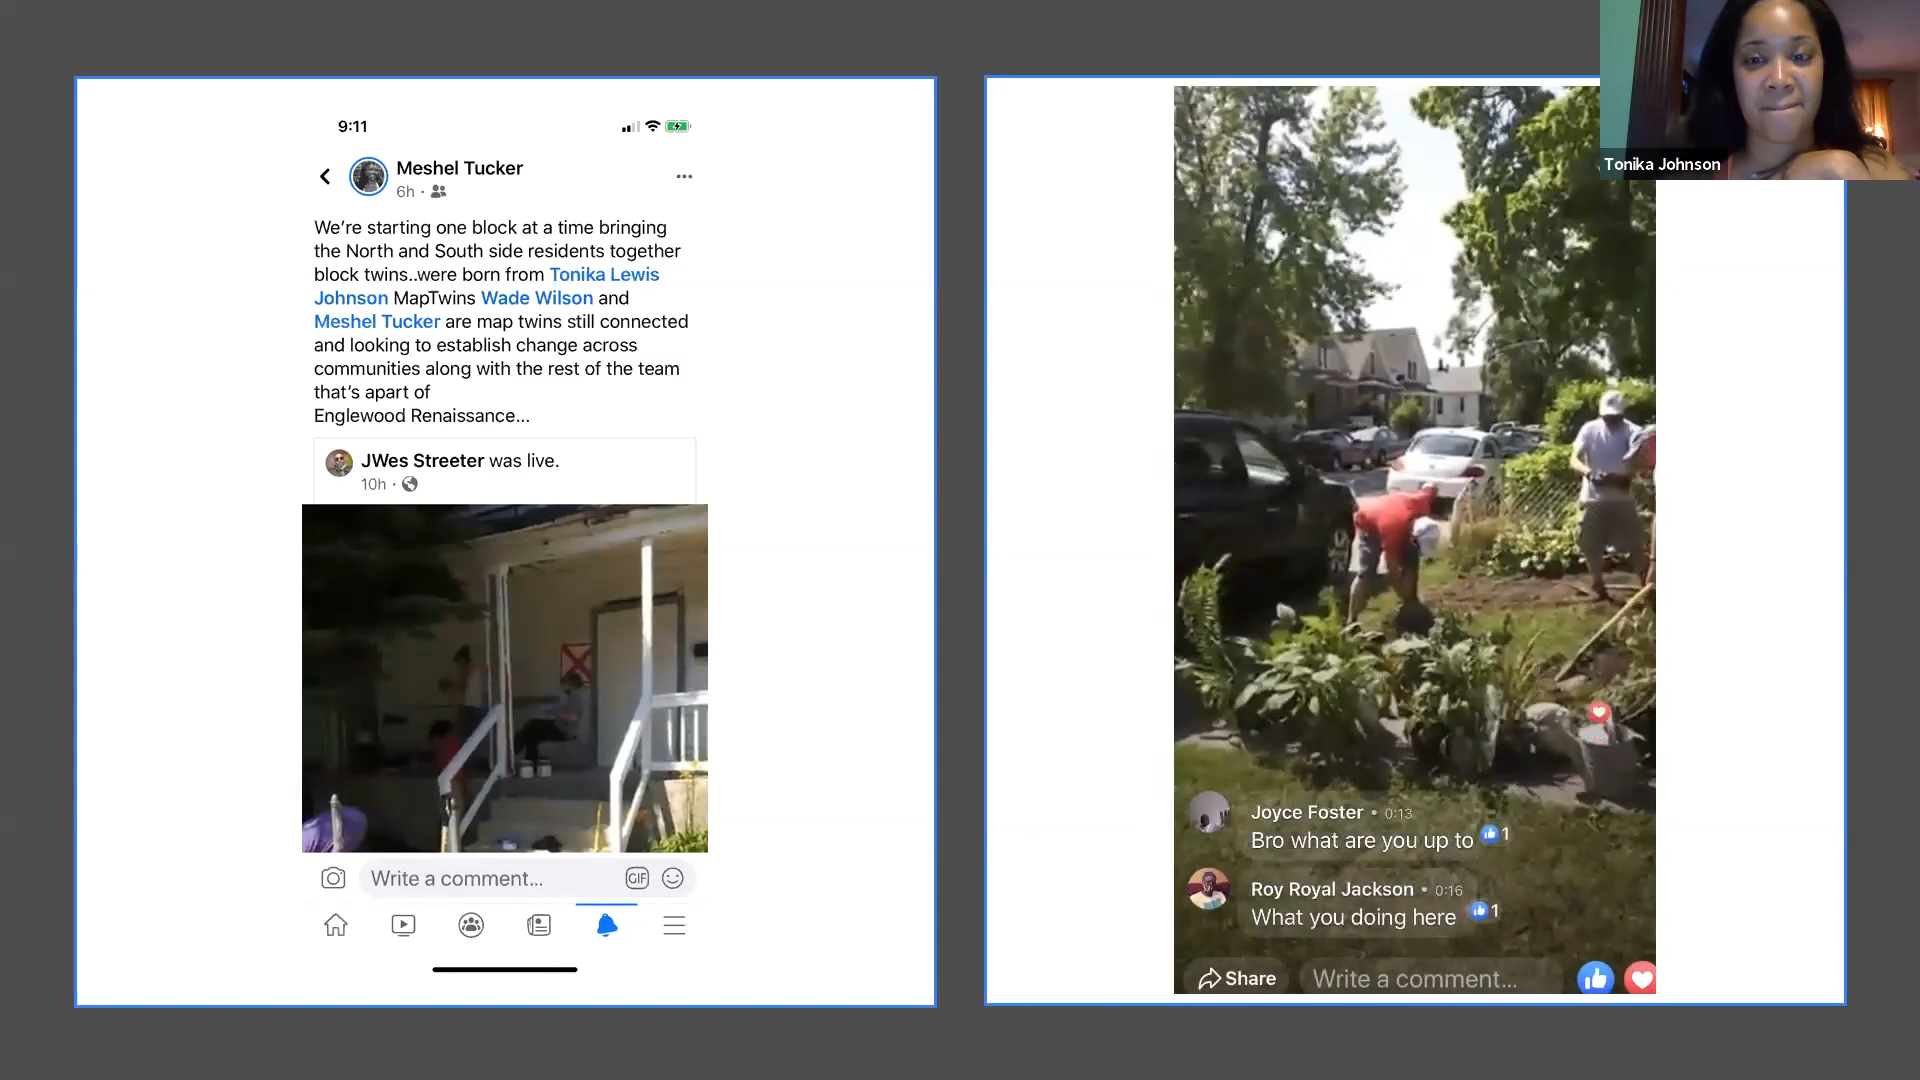 9:11
Meshel Tucker
6h
We're starting one block at a time bringing
the North and South side residents together
block twins..were born from Tonika Lewis
Johnson MapTwins Wade Wilson and
Meshel Tucker are map twins still connected
and looking to establish change across
communities along with the rest of the team
that's apart of
Englewood Renaissance...
JWes Streeter was live.
10h
Write a comment...
GIF
Tonika Johnson
Joyce Foster • 0:13
Bro what are you up to 1
Roy Royal Jackson • 0:16
What you doing here 1
Share
Write a comment...